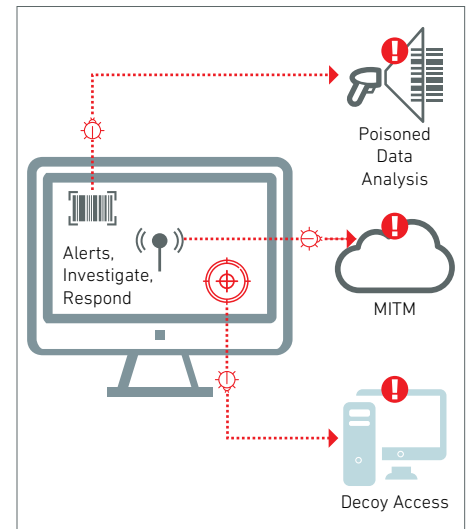 Poisoned
Data
Analysis
Alerts,
Investigate,
Respond
MITM
Decoy Access